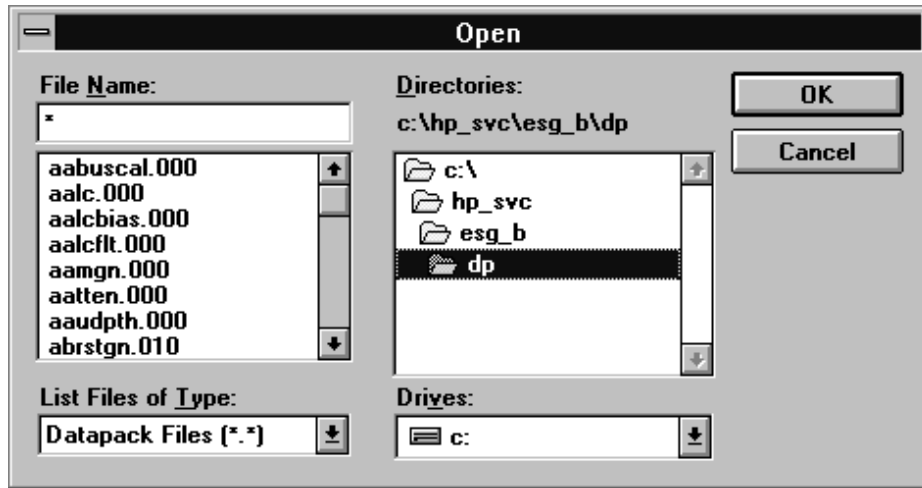 Open
File Name:
*
aabuscal.000
aalc.000
aalcbias.000
aalcflt.000
aamgn.000
aatten.000
aaudpth.000
abrstgn.010
List Files of Type:
Datapack Files (*.*)
Directories:
c:\hp_svc\esg_b\dp
c:\
hp_svc
esg_b
dp
Drives:
c:
OK
Cancel